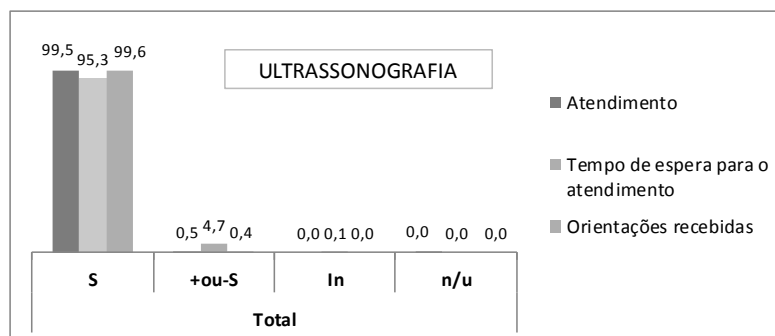 99,5 95,3 99,6
ULTRASSONOGRAFIA
Atendimento
Tempo de espera para o
atendimento
Orientações recebidas
0,5 4,7 0,4
0,0 0,1 0,0
0,0 0,0 0,0
S +ou-S In n/u
Total